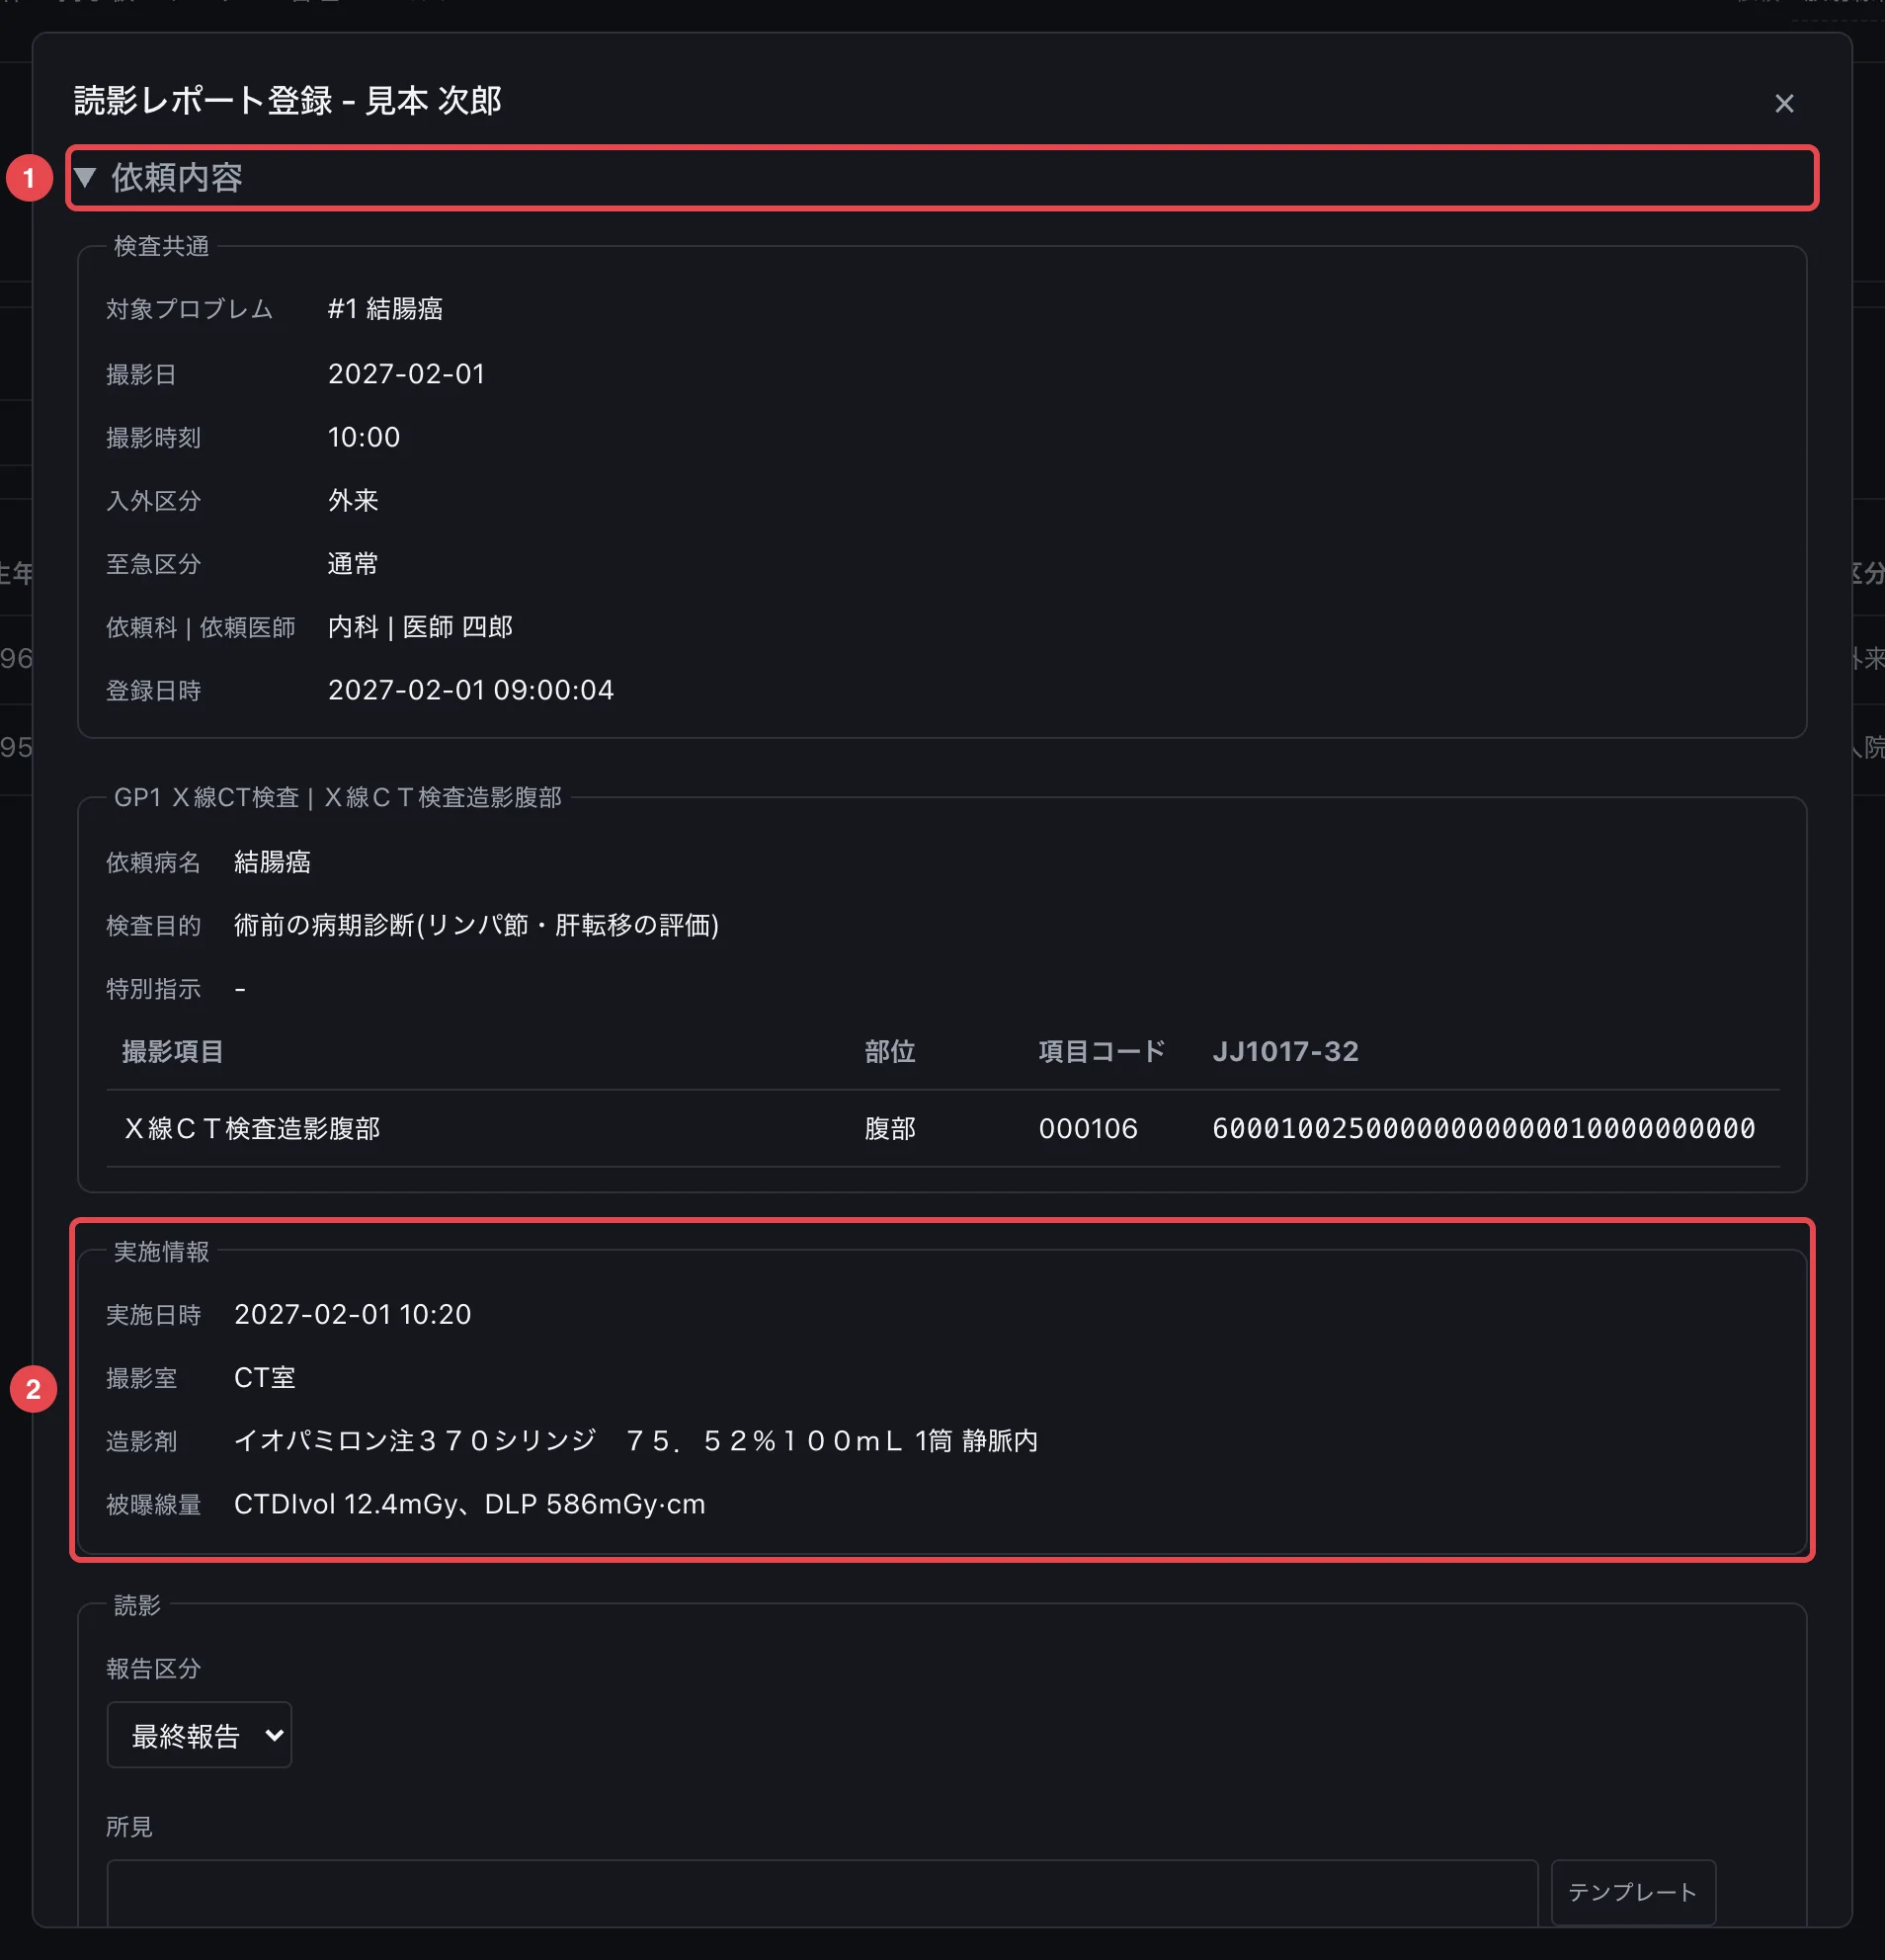 読影レポート登録 - 見本 次郎
×
1
▼ 依頼内容
検査共通
対象プロブレム #1 結腸癌
撮影日 2027-02-01
撮影時刻 10:00
入外区分 外来
至急区分 通常
依頼科 | 依頼医師 内科 | 医師 四郎
登録日時 2027-02-01 09:00:04
生年
区分
96
外来
95
入院
GP1 Ｘ線CT検査 | Ｘ線ＣＴ検査造影腹部
依頼病名 結腸癌
検査目的 術前の病期診断(リンパ節・肝転移の評価)
特別指示 -
撮影項目 部位 項目コード JJ1017-32
Ｘ線ＣＴ検査造影腹部 腹部 000106 60001002500000000000010000000000
2
実施情報
実施日時 2027-02-01 10:20
撮影室 CT室
造影剤 イオパミロン注３７０シリンジ　７５．５２％１００ｍＬ 1筒 静脈内
被曝線量 CTDIvol 12.4mGy、DLP 586mGy·cm
読影
報告区分
最終報告
所見
テンプレート